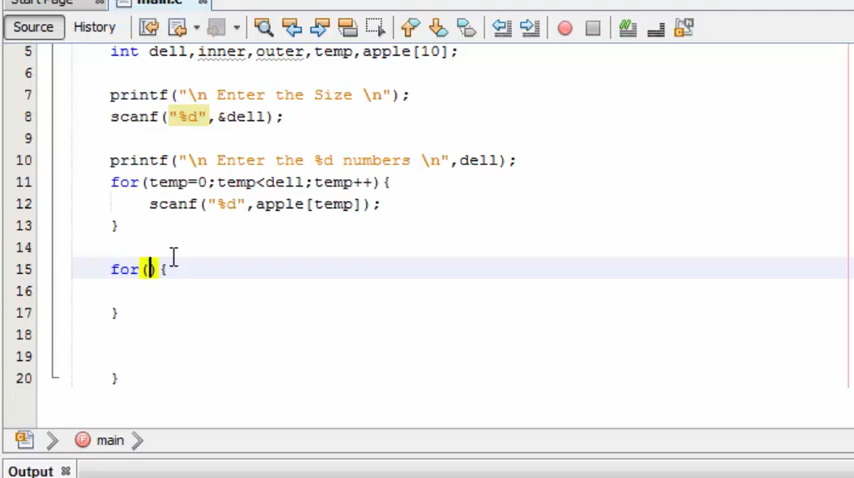 Start Page main.c
Source History
5 int dell,inner,outer,temp,apple[10];
6
7 printf("\n Enter the Size \n");
8 scanf("%d",&dell);
9
10 printf("\n Enter the %d numbers \n",dell);
11 for(temp=0;temp<dell;temp++){
12 scanf("%d",apple[temp]);
13 }
14
15 for(){
16
17 }
18
19
20 }
main
Output